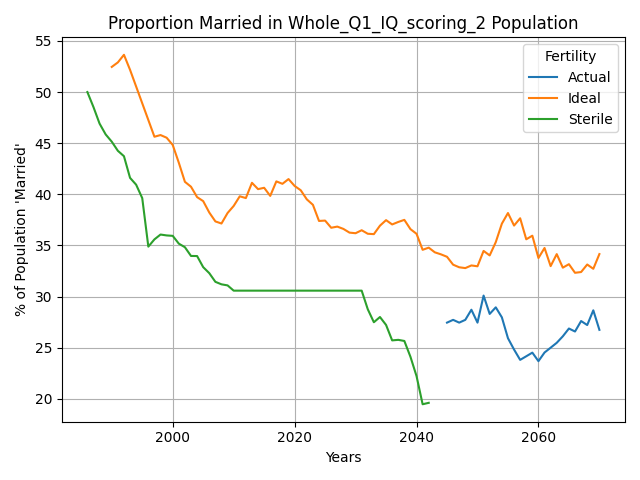 Proportion Married in Whole_Q1_IQ_scoring_2 Population
% of Population 'Married'
55
50
45
40
35
30
25
20
Fertility
Actual
Ideal
Sterile
2000
2020
2040
2060
Years